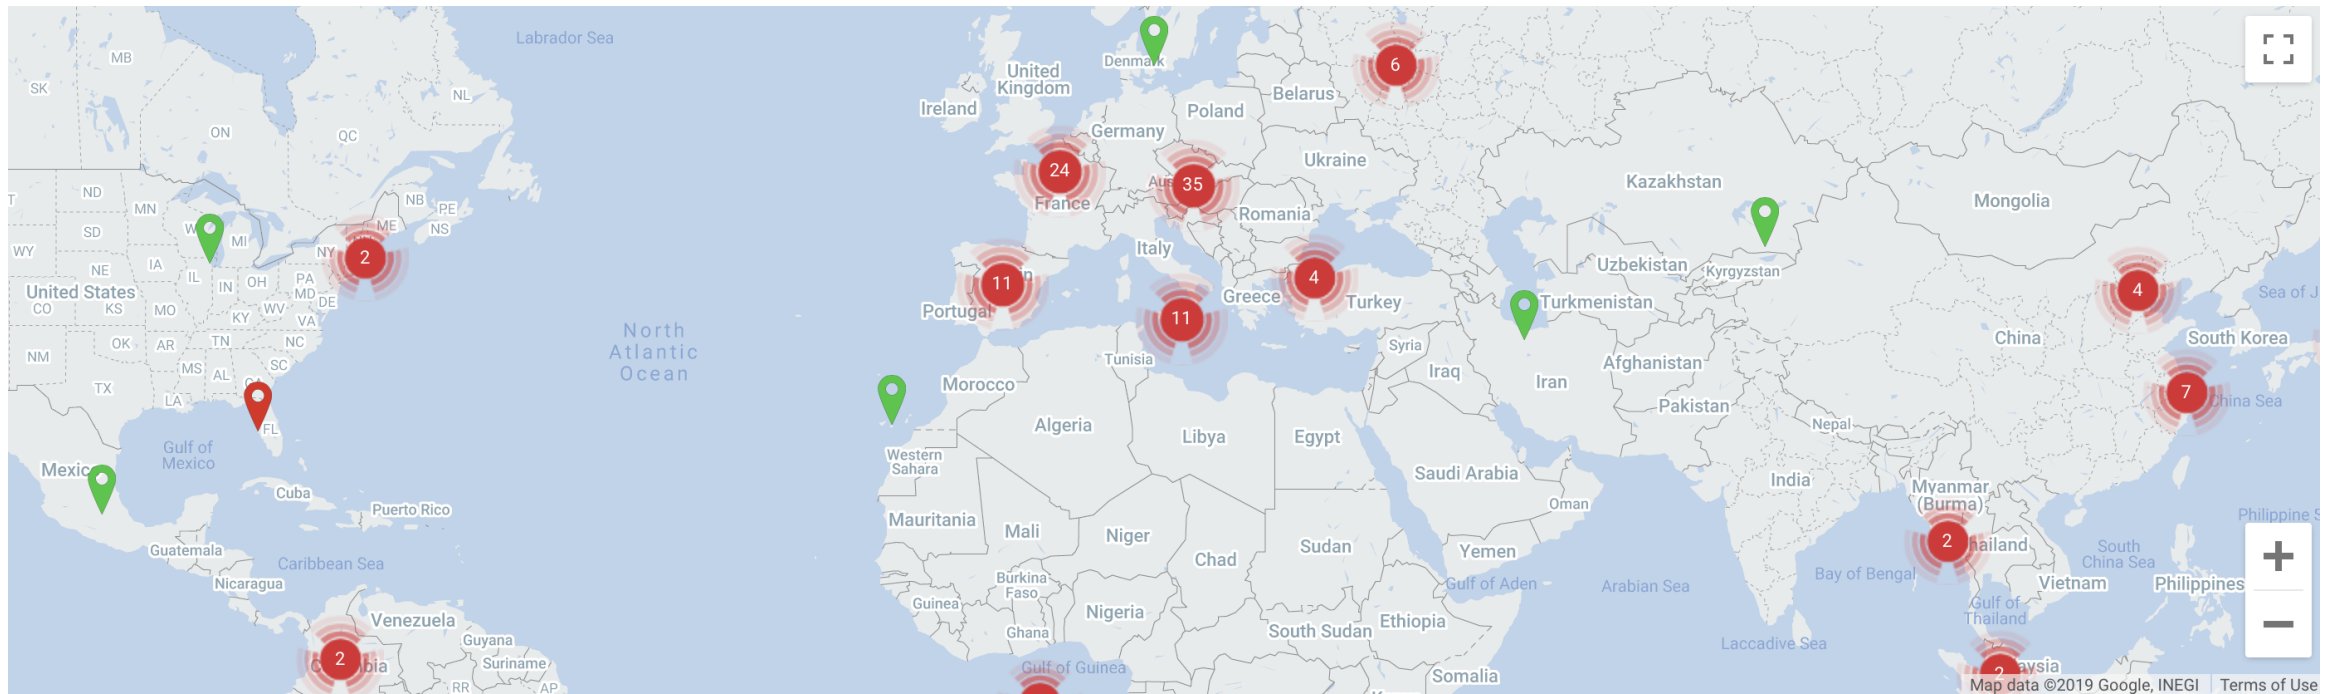 Labrador Sea
MB
SK
NL
ON
QC
Denmark
United
Kingdom
Ireland
6
Belarus
Poland
Germany
Ukraine
24
35
France
Romania
Kazakhstan
Mongolia
ND
MN
NB
PE
SD
MI
ME
NS
WY
IA
NY
2
Italy
Uzbekistan
Kyrgyzstan
NE
IL
IN
OH
PA
United States
MD
DE
CO
KS
MO
WV
KY
VA
11
4
Greece
Turkey
Turkmenistan
4
Portugal
11
North
Atlantic
Ocean
China
South Korea
OK
AR
TN
NC
NM
MS
AL
SC
TX
LA
FL
Tunisia
Syria
Afghanistan
Iraq
Iran
Morocco
Pakistan
7
China Sea
Algeria
Libya
Egypt
Nepal
Gulf of
Mexico
Western
Sahara
Saudi Arabia
India
Myanmar
(Burma)
Cuba
Puerto Rico
Mauritania
Mali
Niger
Oman
Guatemala
Chad
Sudan
Yemen
2
South
China Sea
Caribbean Sea
Nicaragua
Burkina
Faso
Guinea
Nigeria
Gulf of Aden
Arabian Sea
Bay of Bengal
Vietnam
Philippines
Gulf of
Thailand
Venezuela
Ghana
Ethiopia
South Sudan
Guyana
Laccadive Sea
2
Suriname
Gulf of Guinea
Somalia
2
RR
AP
Map data ©2019 Google, INEGI
Terms of Use